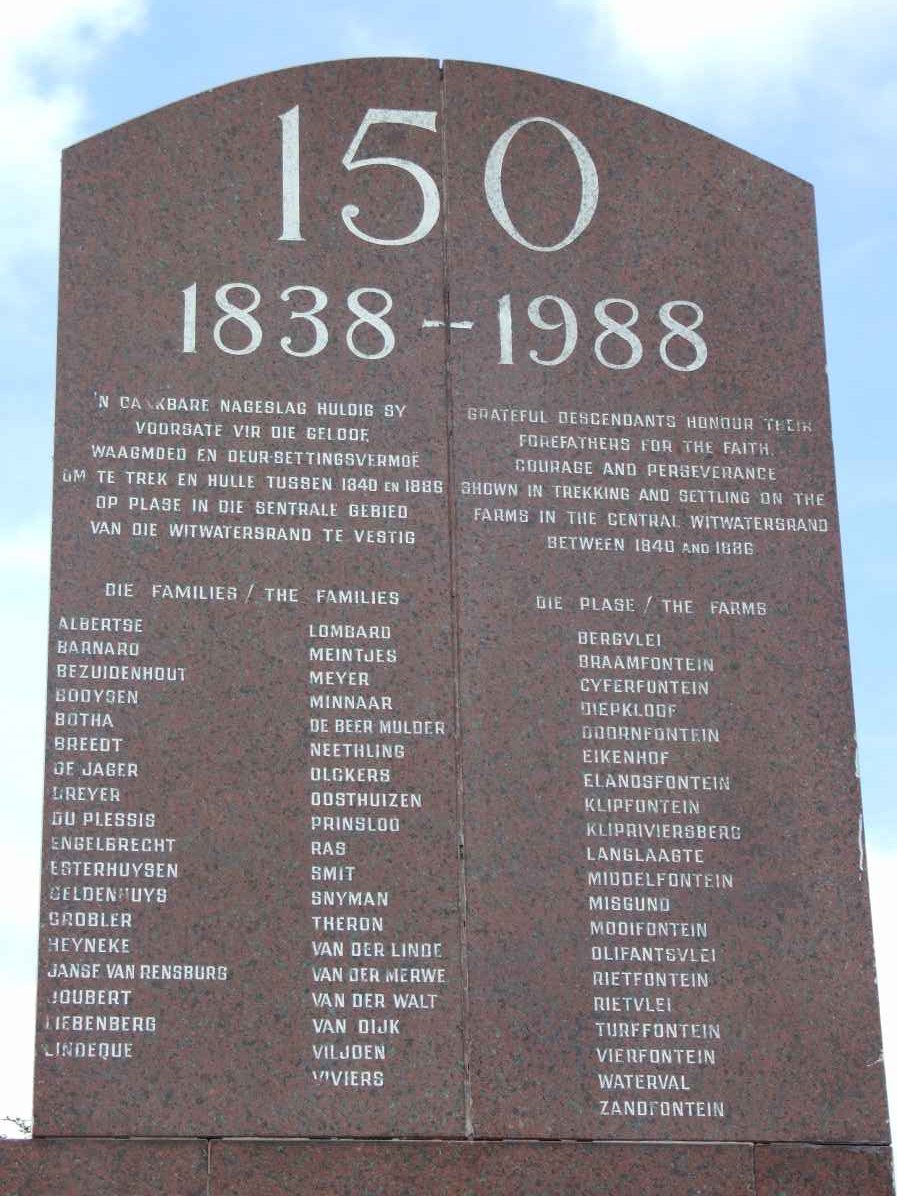 150
1838 - 1988
'N DANKBARE NAGESLAG HULDIG SY
VOORSATE VIR DIE GELOOF,
WAAGMOED EN DEUR-SETTINGSVERMOË
OM TE TREK EN HULLE TUSSEN 1840 EN 1886
OP PLASE IN DIE SENTRALE GEBIED
VAN DIE WITWATERSRAND TE VESTIG
GRATEFUL DESCENDANTS HONOUR THEIR
FOREFATHERS FOR THE FAITH,
COURAGE AND PERSEVERANCE
SHOWN IN TREKKING AND SETTLING ON THE
FARMS IN THE CENTRAL WITWATERSRAND
BETWEEN 1840 AND 1886
DIE FAMILIES / THE FAMILIES
ALBERTSE
BARNARD
BEZUIDENHOUT
BOOYSEN
BOTHA
BREEDT
DE JAGER
DREYER
DU PLESSIS
ENGELBRECHT
ESTERHUYSEN
GELDENHUYS
GROBLER
HEYNEKE
JANSE VAN RENSBURG
JOUBERT
LIEBENBERG
LINDEQUE
LOMBARD
MEINTJES
MEYER
MINNAAR
DE BEER MULDER
NEETHLING
OLCKERS
OOSTHUIZEN
PRINSLOO
RAS
SMIT
SNYMAN
THERON
VAN DER LINDE
VAN DER MERWE
VAN DER WALT
VAN DIJK
VILJOEN
VIVIERS
DIE PLASE / THE FARMS
BERGVLEI
BRAAMFONTEIN
CYFERFONTEIN
DIEPKLOOF
DOORNFONTEIN
EIKENHOF
ELANDSFONTEIN
KLIPFONTEIN
KLIPRIVIERSBERG
LANGLAAGTE
MIDDELFONTEIN
MISGUND
MOOIFONTEIN
OLIFANTSVLEI
RIETFONTEIN
RIETVLEI
TURFFONTEIN
VIERFONTEIN
WATERVAL
ZANDFONTEIN